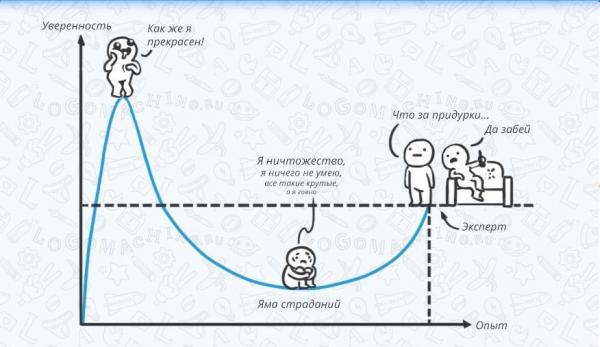 Уверенность
Как же я
прекрасен!
Что за придурки...
Да забей
Я ничтожество,
я ничего не умею,
все такие крутые,
а я говно
Эксперт
Яма страданий
Опыт
LOGOMACHINE.RU
LOGOMACHINE.RU